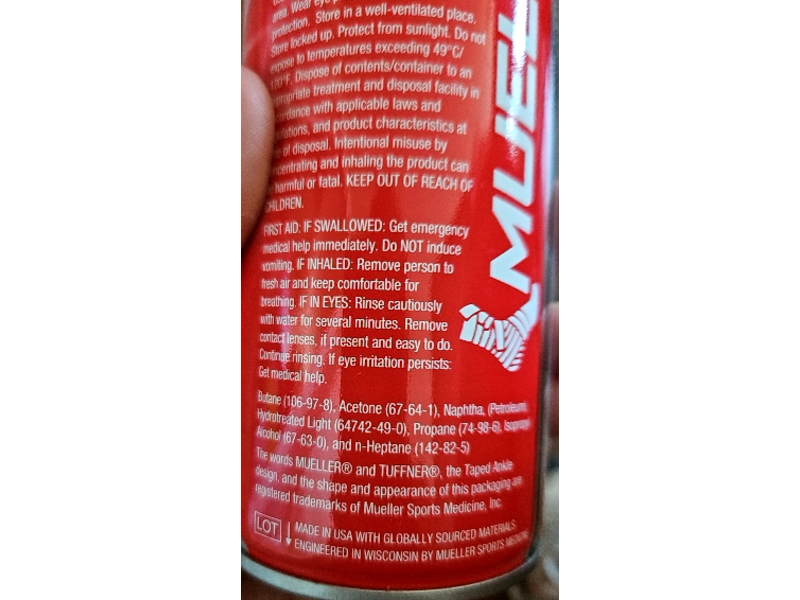 area. Wear eye
protection. Store in a well-ventilated place.
Store locked up. Protect from sunlight. Do not
expose to temperatures exceeding 49°C/
120°F. Dispose of contents/container to an
appropriate treatment and disposal facility in
accordance with applicable laws and
and product characteristics at
of disposal. Intentional misuse by
concentrating and inhaling the product can
harmful or fatal. KEEP OUT OF REACH OF
CHILDREN.
FIRST AID: IF SWALLOWED: Get emergency
medical help immediately. Do NOT induce
vomiting. IF INHALED: Remove person to
fresh air and keep comfortable for
breathing. IF IN EYES: Rinse cautiously
with water for several minutes. Remove
contact lenses, if present and easy to do.
Continue rinsing. If eye irritation persists:
Get medical help.
Butane (106-97-8), Acetone (67-64-1), Naphtha, (Petroleum,
Hydrotreated Light (64742-49-0), Propane (74-98-6), Isopropyl
Alcohol (67-63-0), and n-Heptane (142-82-5)
The words MUELLER® and TUFFNER®, the Taped Ankle
design, and the shape and appearance of this packaging are
registered trademarks of Mueller Sports Medicine, Inc.
LOT MADE IN USA WITH GLOBALLY SOURCED MATERIALS
ENGINEERED IN WISCONSIN BY MUELLER SPORTS MEDICINE
MUEL